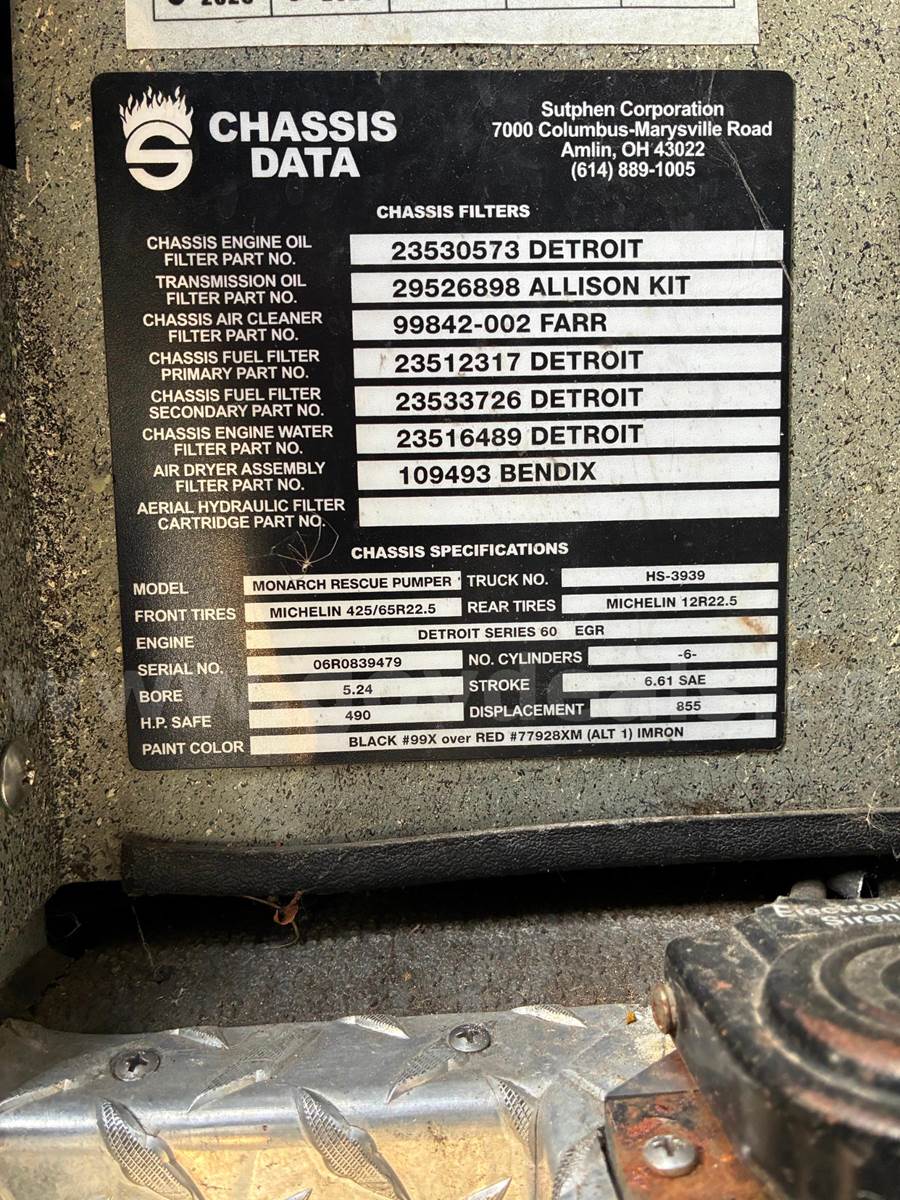 CHASSIS
DATA
Sutphen Corporation
7000 Columbus-Marysville Road
Amlin, OH 43022
(614) 889-1005
CHASSIS FILTERS
CHASSIS ENGINE OIL
FILTER PART NO. 23530573 DETROIT
TRANSMISSION OIL
FILTER PART NO. 29526898 ALLISON KIT
CHASSIS AIR CLEANER
FILTER PART NO. 99842-002 FARR
CHASSIS FUEL FILTER
PRIMARY PART NO. 23512317 DETROIT
CHASSIS FUEL FILTER
SECONDARY PART NO. 23533726 DETROIT
CHASSIS ENGINE WATER
FILTER PART NO. 23516489 DETROIT
AIR DRYER ASSEMBLY
FILTER PART NO. 109493 BENDIX
AERIAL HYDRAULIC FILTER
CARTRIDGE PART NO.
CHASSIS SPECIFICATIONS
MODEL MONARCH RESCUE PUMPER TRUCK NO. HS-3939
FRONT TIRES MICHELIN 425/65R22.5 REAR TIRES MICHELIN 12R22.5
ENGINE DETROIT SERIES 60 EGR
SERIAL NO. 06R0839479 NO. CYLINDERS -6-
BORE 5.24 STROKE 6.61 SAE
H.P. SAFE 490 DISPLACEMENT 855
PAINT COLOR BLACK #99X over RED #77928XM (ALT 1) IMRON
Siren